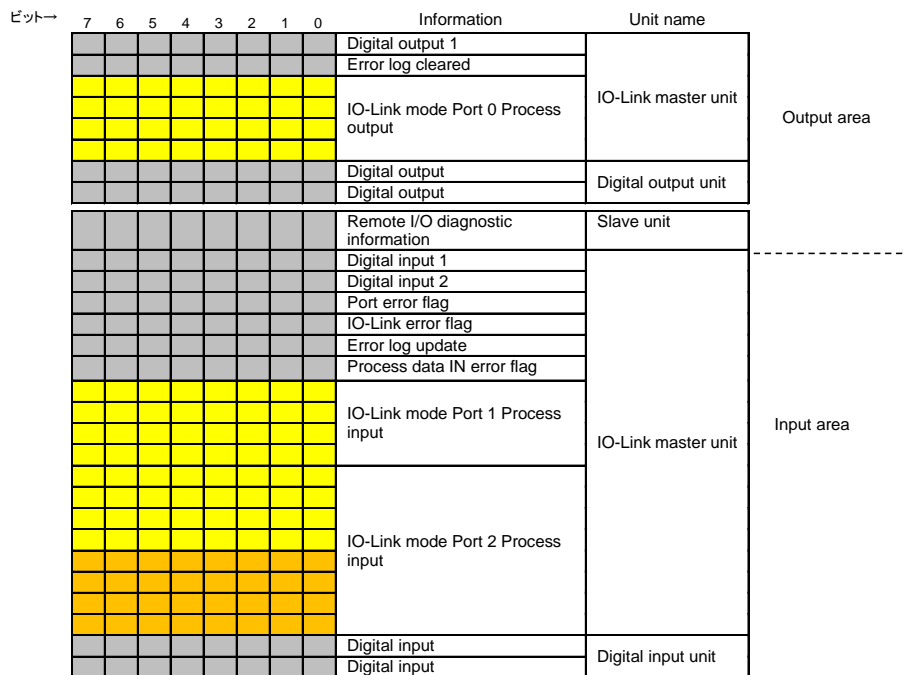 ビット→ 7 6 5 4 3 2 1 0 Information Unit name
Digital output 1
Error log cleared
IO-Link mode Port 0 Process
output
IO-Link master unit
Output area
Digital output
Digital output
Digital output unit
Remote I/O diagnostic
information
Slave unit
Digital input 1
Digital input 2
Port error flag
IO-Link error flag
Error log update
Process data IN error flag
IO-Link mode Port 1 Process
input
IO-Link master unit
Input area
IO-Link mode Port 2 Process
input
Digital input
Digital input
Digital input unit